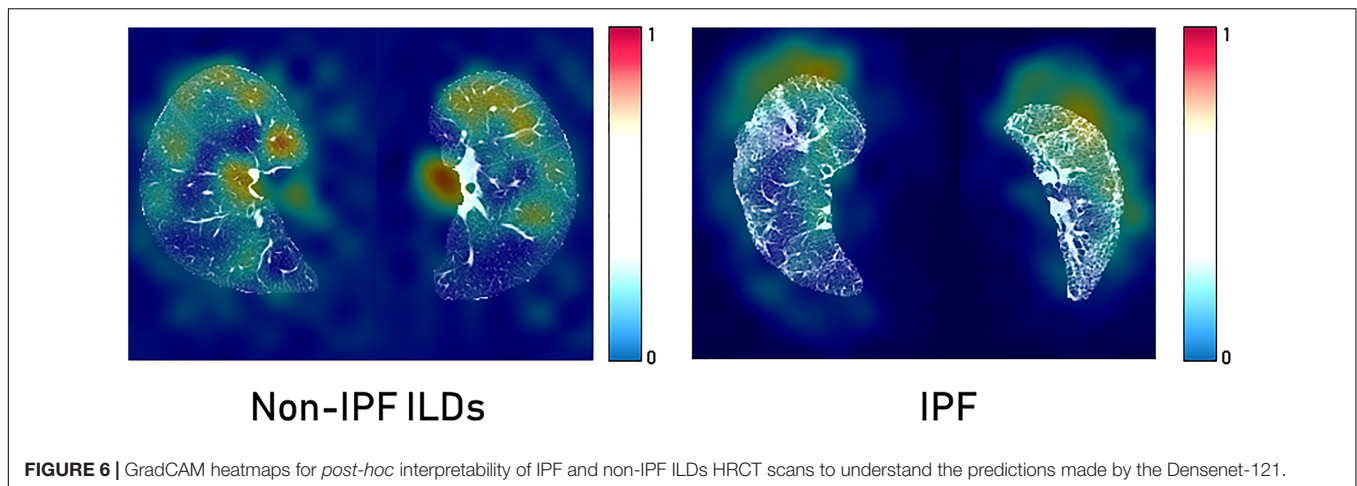 1
0
1
0
Non-IPF ILDs
IPF
FIGURE 6 | GradCAM heatmaps for post-hoc interpretability of IPF and non-IPF ILDs HRCT scans to understand the predictions made by the Densenet-121.